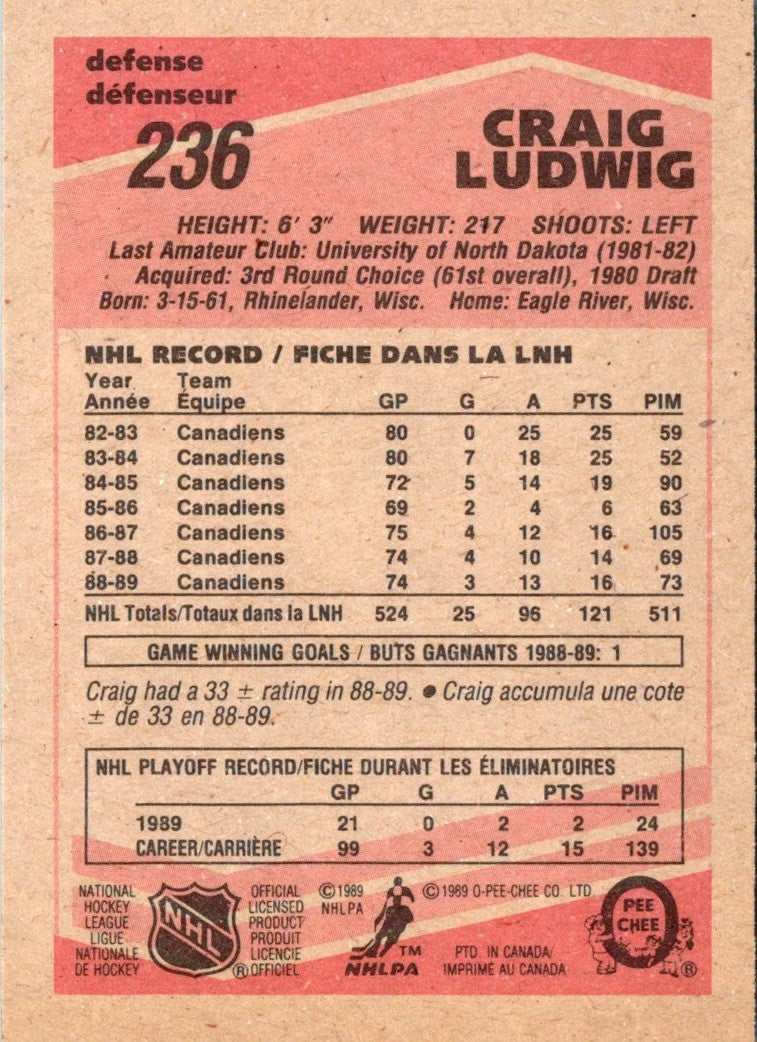 defense
défenseur
236
CRAIG
LUDWIG
HEIGHT: 6' 3" WEIGHT: 217 SHOOTS: LEFT
Last Amateur Club: University of North Dakota (1981-82)
Acquired: 3rd Round Choice (61st overall), 1980 Draft
Born: 3-15-61, Rhinelander, Wisc. Home: Eagle River, Wisc.
NHL RECORD / FICHE DANS LA LNH
Year Team
Année Équipe GP G A PTS PIM
82-83 Canadiens 80 0 25 25 59
83-84 Canadiens 80 7 18 25 52
84-85 Canadiens 72 5 14 19 90
85-86 Canadiens 69 2 4 6 63
86-87 Canadiens 75 4 12 16 105
87-88 Canadiens 74 4 10 14 69
88-89 Canadiens 74 3 13 16 73
NHL Totals/Totaux dans la LNH 524 25 96 121 511
GAME WINNING GOALS / BUTS GAGNANTS 1988-89: 1
Craig had a 33 ± rating in 88-89. ● Craig accumula une cote
± de 33 en 88-89.
NHL PLAYOFF RECORD/FICHE DURANT LES ÉLIMINATOIRES
GP G A PTS PIM
1989 21 0 2 2 24
CAREER/CARRIÈRE 99 3 12 15 139
NATIONAL
HOCKEY
LEAGUE
LIGUE
NATIONALE
DE HOCKEY
NHL
®
OFFICIAL
LICENSED
PRODUCT
PRODUIT
LICENCIE
OFFICIEL
©1989
NHLPA
TM
NHLPA
©1989 O-PEE-CHEE CO. LTD.
PTD. IN CANADA/
IMPRIMÉ AU CANADA
O
PEE
CHEE
®